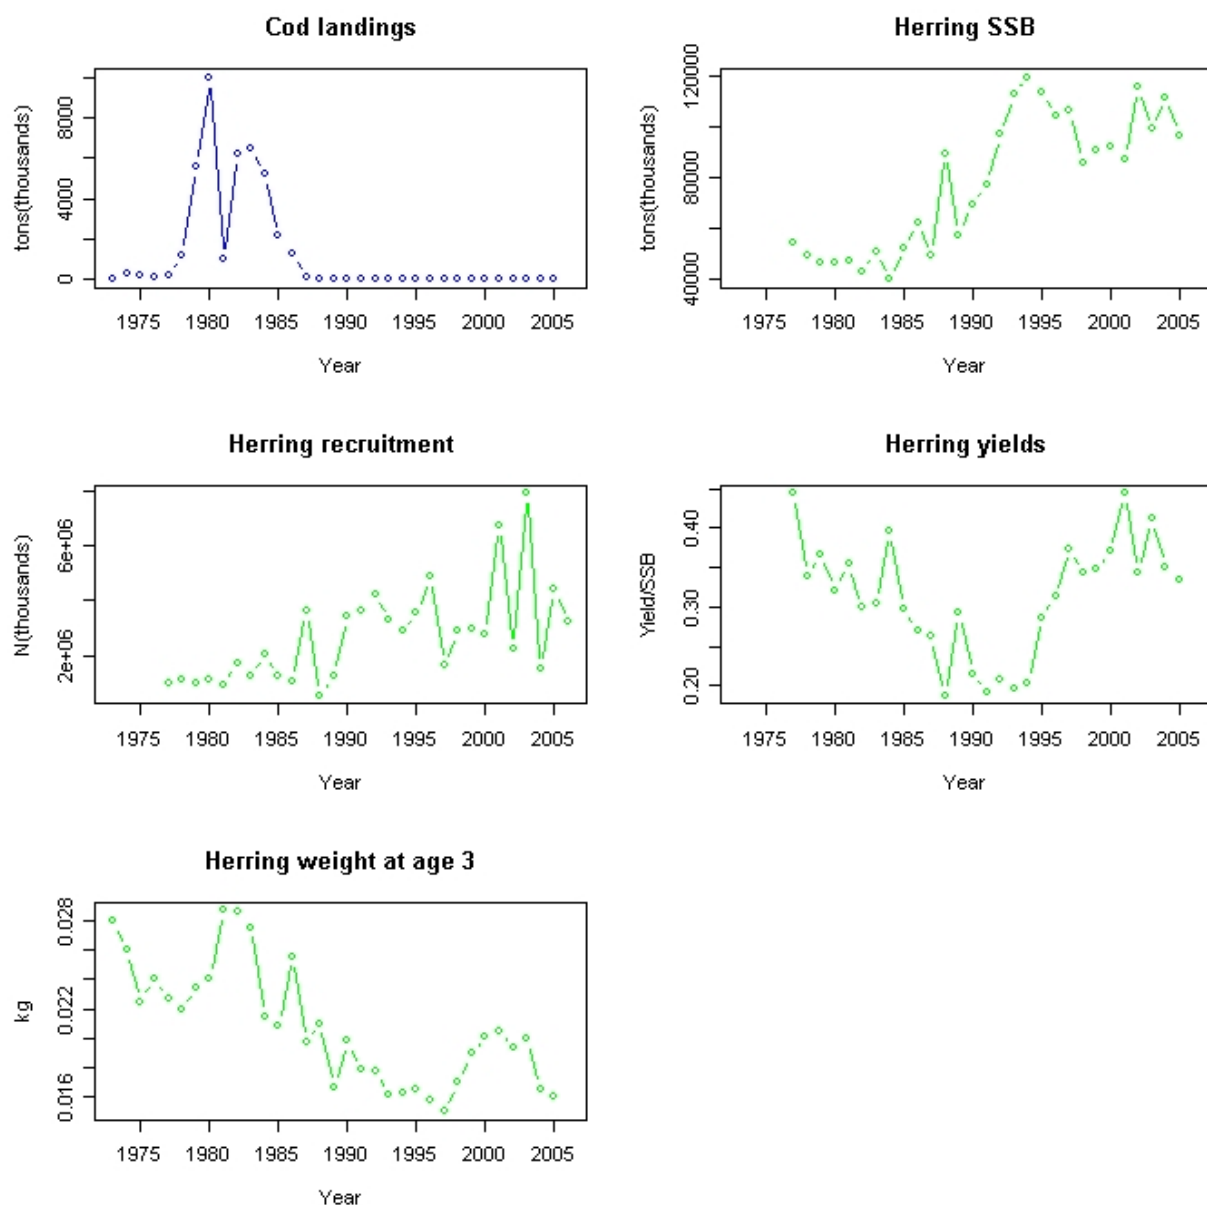 Cod landings
tons(thousands)
0 4000 8000
1975 1980 1985 1990 1995 2000 2005
Year
Herring SSB
tons(thousands)
40000 80000 120000
1975 1980 1985 1990 1995 2000 2005
Year
Herring recruitment
N(thousands)
2e+06 6e+06
1975 1980 1985 1990 1995 2000 2005
Year
Herring yields
Yield/SSB
0.20 0.30 0.40
1975 1980 1985 1990 1995 2000 2005
Year
Herring weight at age 3
kg
0.016 0.022 0.028
1975 1980 1985 1990 1995 2000 2005
Year